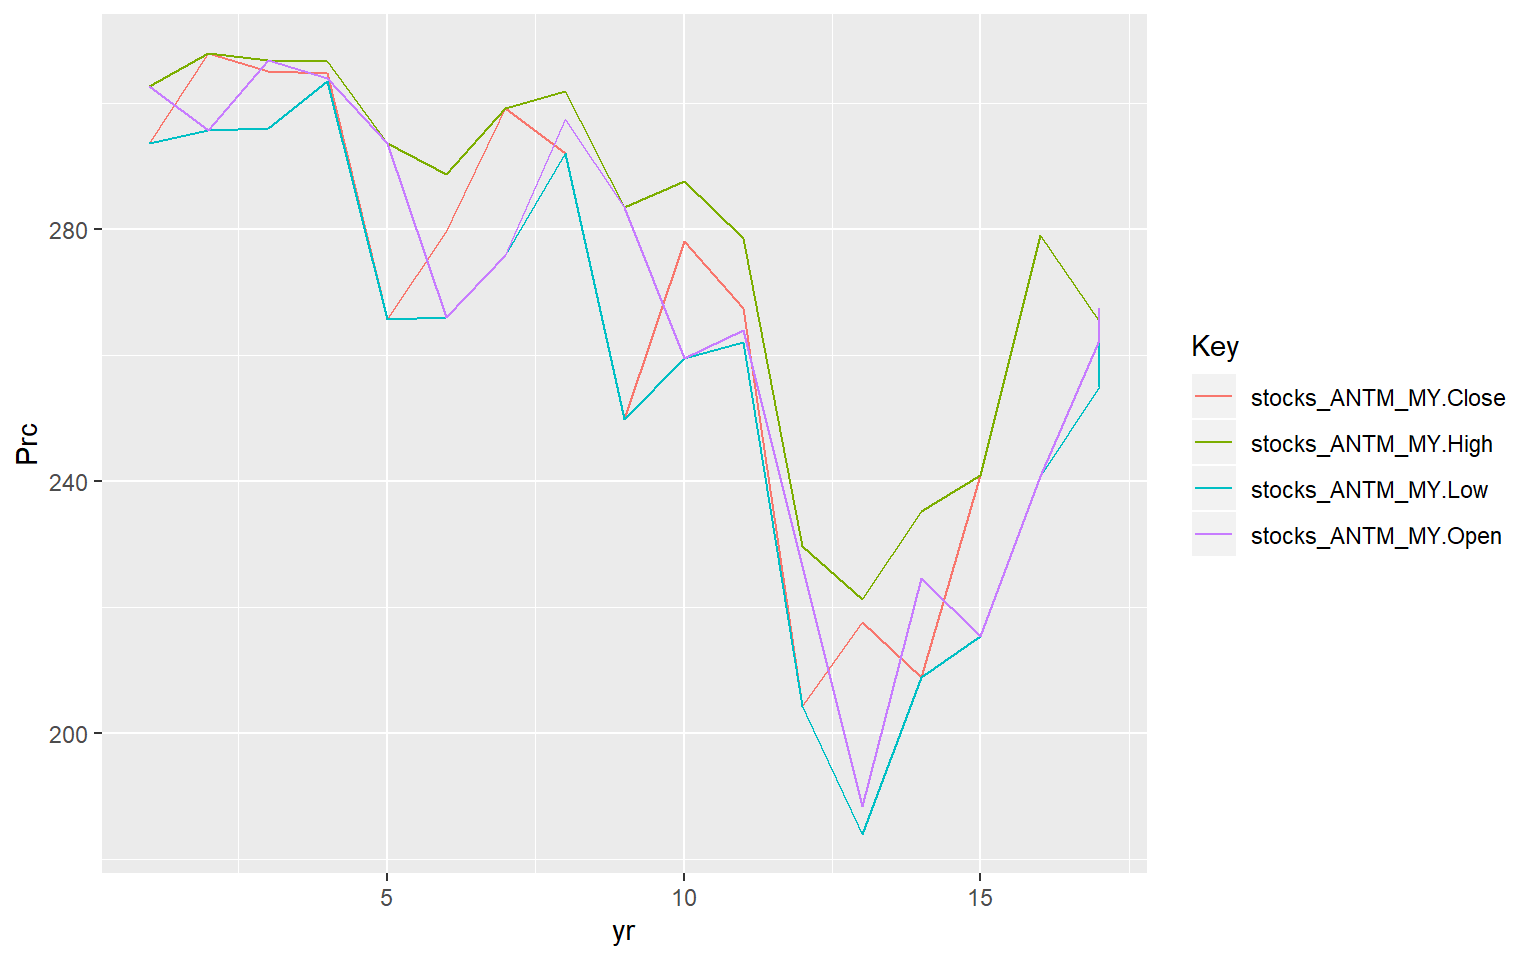 280
240
200
Prc
5
10
15
yr
Key
stocks_ANTM_MY.Close
stocks_ANTM_MY.High
stocks_ANTM_MY.Low
stocks_ANTM_MY.Open